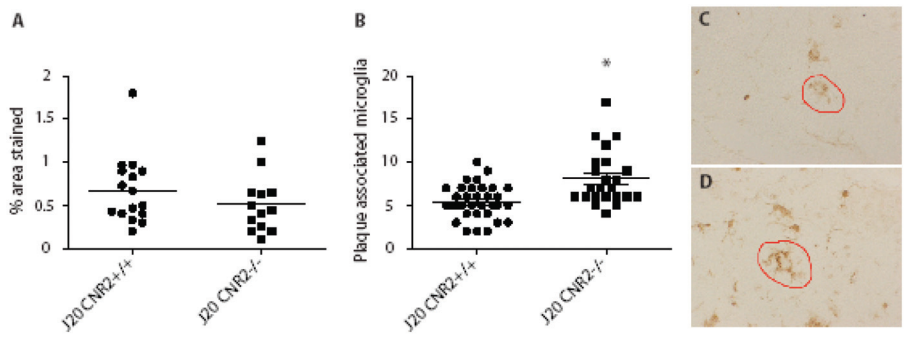 A
% area stained
2
1.5
1
0.5
0
J20 CNR2+/+
J20 CNR2-/-
B
Plaque associated microglia
*
20
15
10
5
0
J20 CNR2+/+
J20 CNR2-/-
C
D